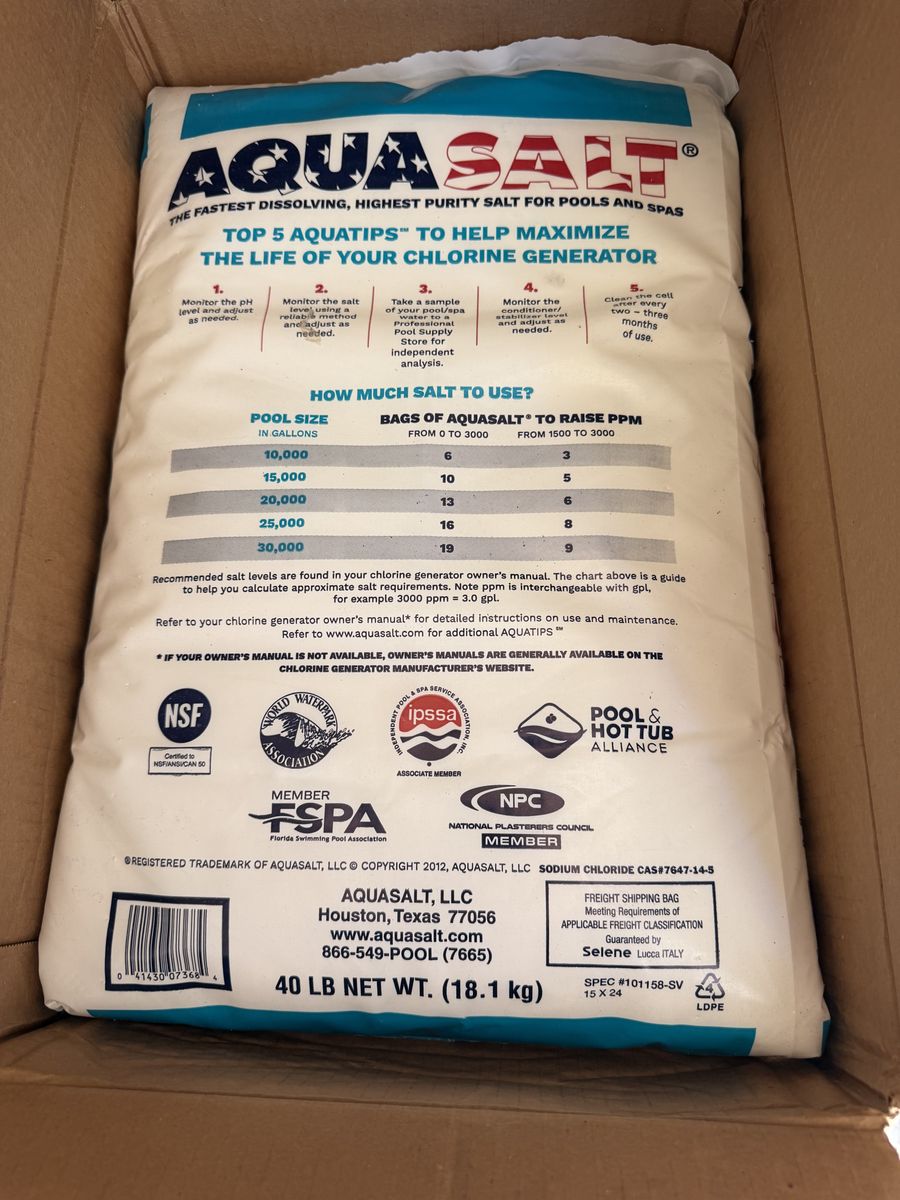 AQUASALT®
THE FASTEST DISSOLVING, HIGHEST PURITY SALT FOR POOLS AND SPAS
TOP 5 AQUATIPS™ TO HELP MAXIMIZE
THE LIFE OF YOUR CHLORINE GENERATOR
1.
Monitor the pH
level and adjust
as needed.
2.
Monitor the salt
level using a
reliable method
and adjust as
needed.
3.
Take a sample
of your pool/spa
water to a
Professional
Pool Supply
Store for
independent
analysis.
4.
Monitor the
conditioner/
stabilizer level
and adjust as
needed.
5.
Clean the cell
after every
two - three
months
of use.
HOW MUCH SALT TO USE?
POOL SIZE BAGS OF AQUASALT® TO RAISE PPM
IN GALLONS FROM 0 TO 3000 FROM 1500 TO 3000
10,000 6 3
15,000 10 5
20,000 13 6
25,000 16 8
30,000 19 9
Recommended salt levels are found in your chlorine generator owner's manual. The chart above is a guide
to help you calculate approximate salt requirements. Note ppm is interchangeable with gpl,
for example 3000 ppm = 3.0 gpl.
Refer to your chlorine generator owner's manual* for detailed instructions on use and maintenance.
Refer to www.aquasalt.com for additional AQUATIPS℠
* IF YOUR OWNER'S MANUAL IS NOT AVAILABLE, OWNER'S MANUALS ARE GENERALLY AVAILABLE ON THE
CHLORINE GENERATOR MANUFACTURER'S WEBSITE.
NSF
Certified to
NSF/ANSI/CAN 50
WORLD WATERPARK
ASSOCIATION
INDEPENDENT POOL & SPA SERVICE ASSOCIATION, INC.
ipssa
ASSOCIATE MEMBER
POOL &
HOT TUB
ALLIANCE
MEMBER
FSPA
Florida Swimming Pool Association
NPC
NATIONAL PLASTERERS COUNCIL
MEMBER
®REGISTERED TRADEMARK OF AQUASALT, LLC © COPYRIGHT 2012, AQUASALT, LLC SODIUM CHLORIDE CAS#7647-14-5
0 41430 07368 4
AQUASALT, LLC
Houston, Texas 77056
www.aquasalt.com
866-549-POOL (7665)
40 LB NET WT. (18.1 kg)
FREIGHT SHIPPING BAG
Meeting Requirements of
APPLICABLE FREIGHT CLASSIFICATION
Guaranteed by
Selene Lucca ITALY
SPEC #101158-SV
15 X 24
4
LDPE